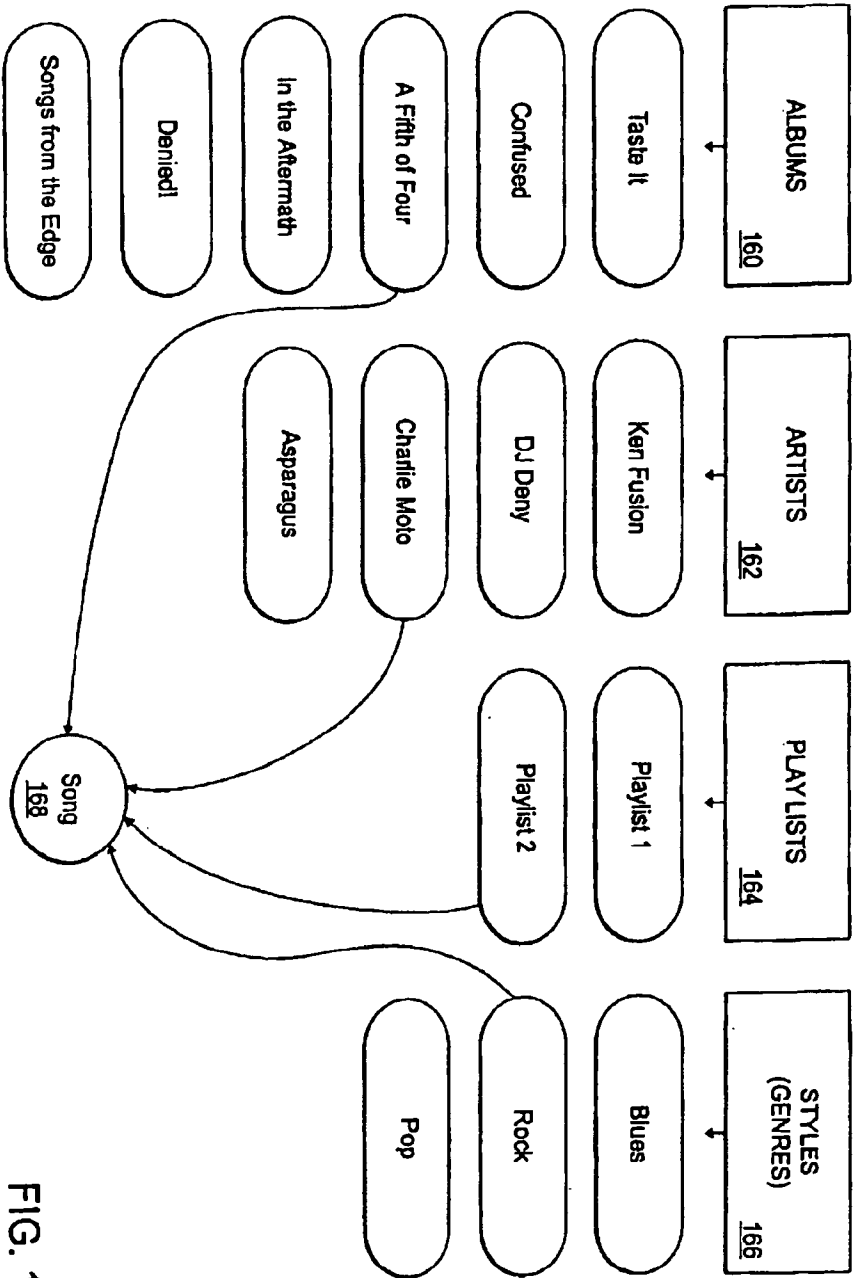 ALBUMS
160
Taste It
Confused
A Fifth of Four
In the Aftermath
Denied!
Songs from the Edge
ARTISTS
162
Ken Fusion
DJ Deny
Charlie Moto
Asparagus
PLAYLISTS
164
Playlist 1
Playlist 2
STYLES
(GENRES)
166
Blues
Rock
Pop
Song
168
FIG.